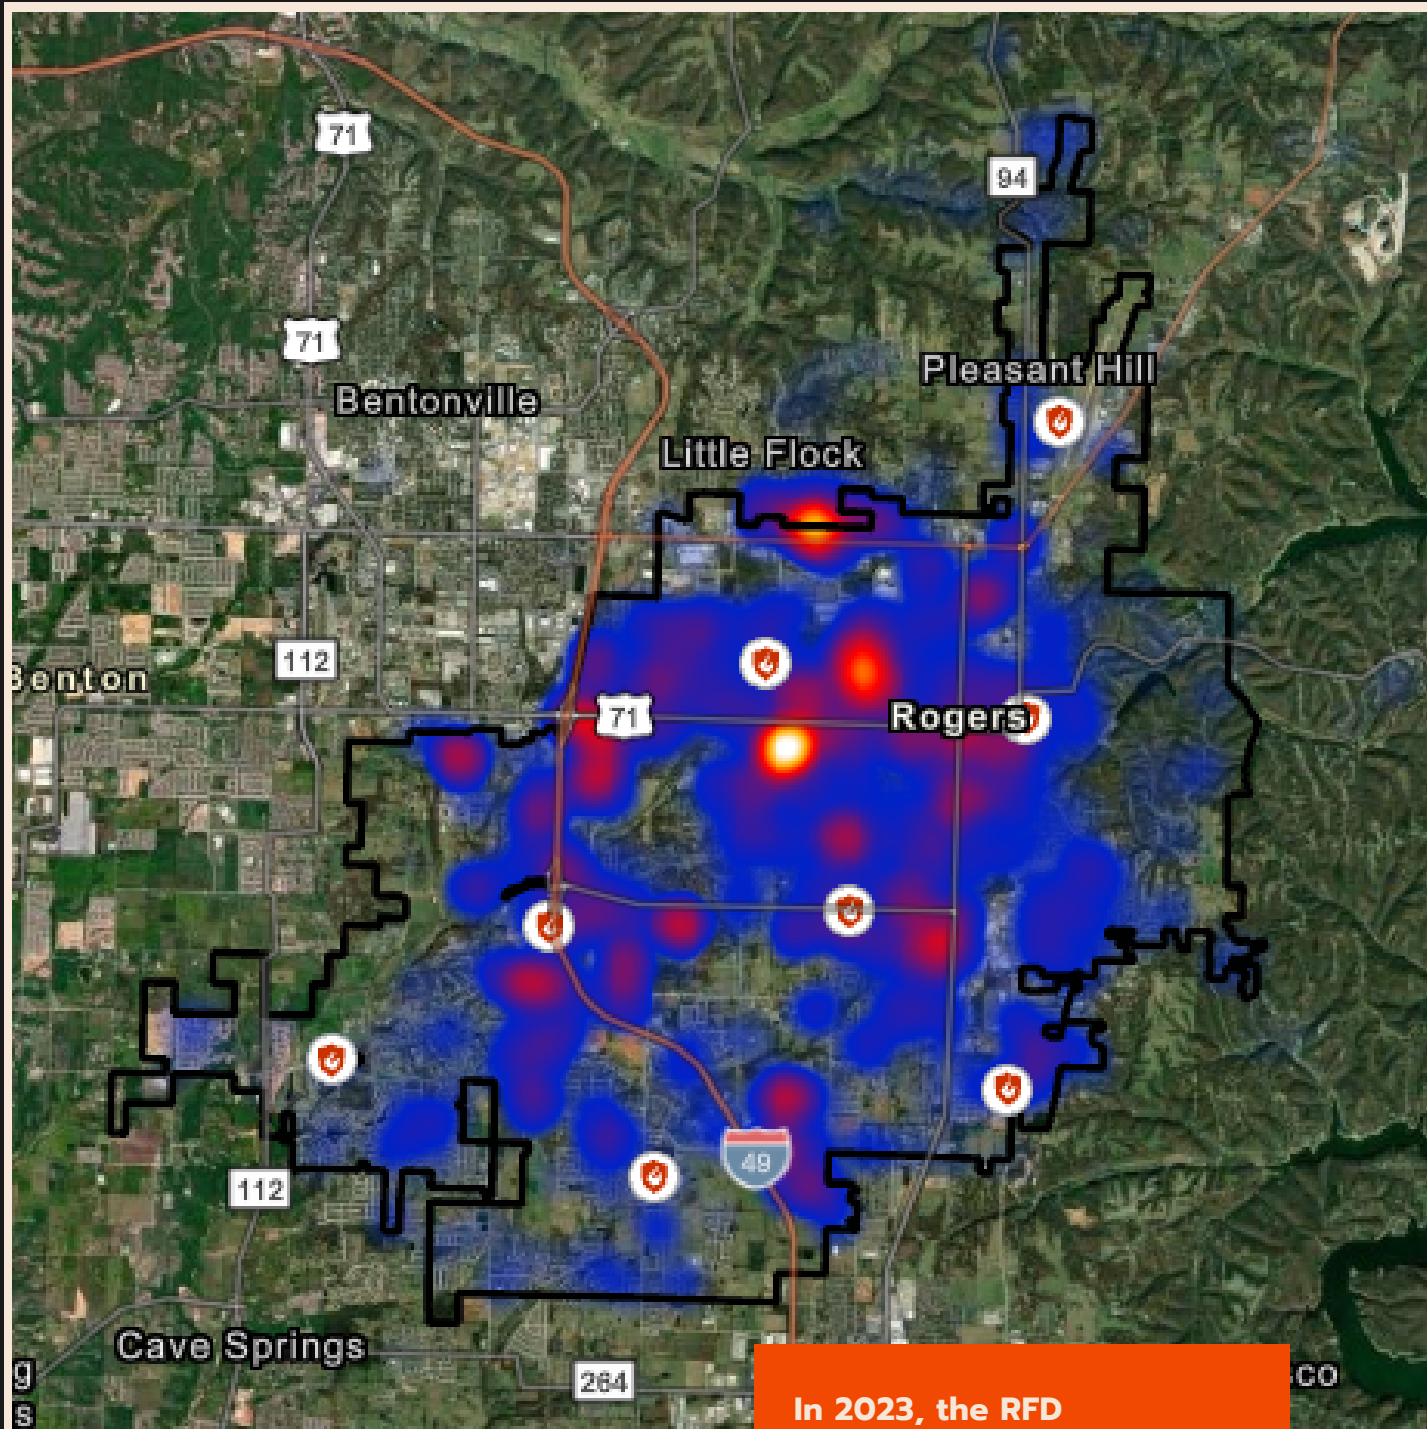 71
94
71
Pleasant Hill
Bentonville
Little Flock
112
Benton
71
Rogers
49
112
Cave Springs
264
In 2023, the RFD